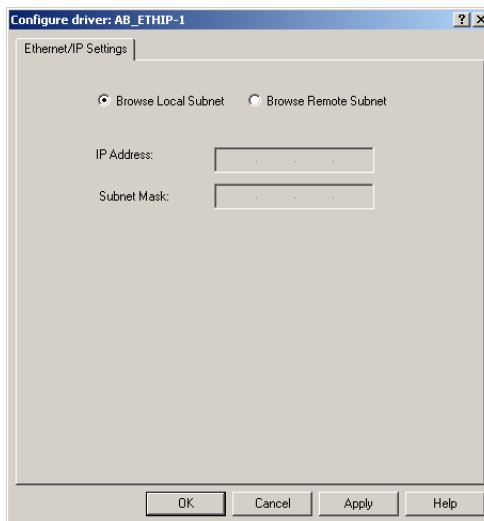 Configure driver: AB_ETHIP-1
Ethernet/IP Settings
Browse Local Subnet Browse Remote Subnet
IP Address:
Subnet Mask:
OK Cancel Apply Help